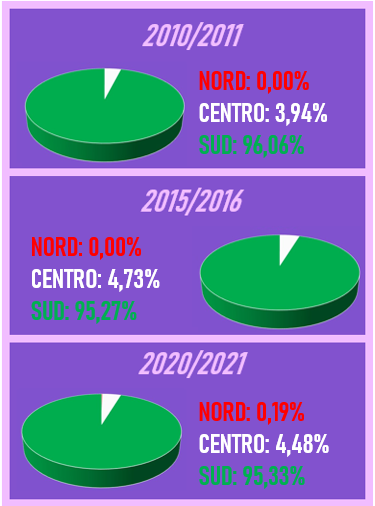 2010/2011
NORD: 0,00%
CENTRO: 3,94%
SUD: 96,06%
2015/2016
NORD: 0,00%
CENTRO: 4,73%
SUD: 95,27%
2020/2021
NORD: 0,19%
CENTRO: 4,48%
SUD: 95,33%